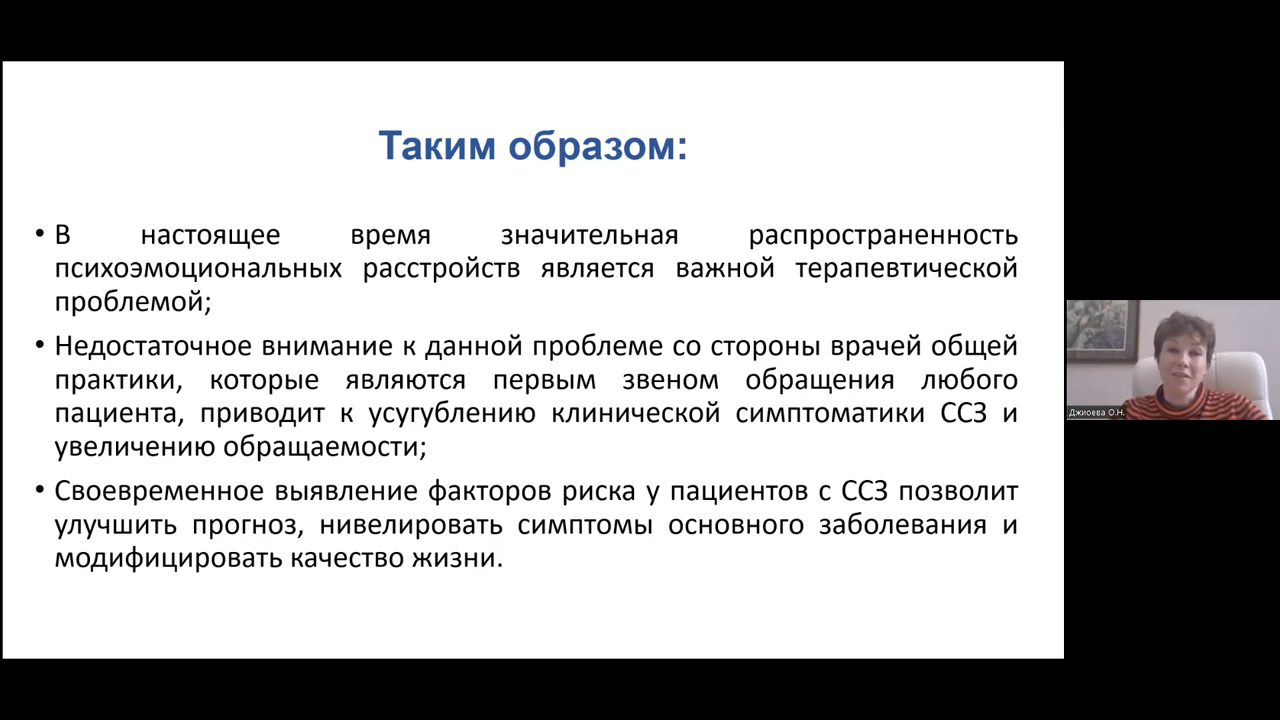 Таким образом:
• В настоящее время значительная распространенность
психоэмоциональных расстройств является важной терапевтической
проблемой;
• Недостаточное внимание к данной проблеме со стороны врачей общей
практики, которые являются первым звеном обращения любого
пациента, приводит к усугублению клинической симптоматики ССЗ и
увеличению обращаемости;
• Своевременное выявление факторов риска у пациентов с ССЗ позволит
улучшить прогноз, нивелировать симптомы основного заболевания и
модифицировать качество жизни.
Джиоева О.Н.